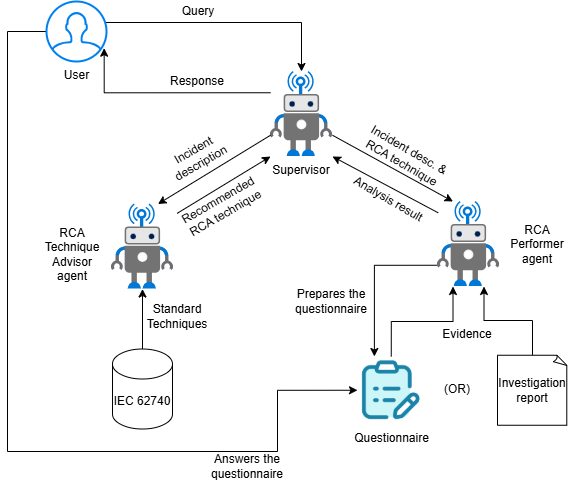 Query
User
Response
Supervisor
Incident
description
Incident desc. &
RCA technique
Recommended
RCA technique
Analysis result
RCA
Technique
Advisor
agent
RCA
Performer
agent
Standard
Techniques
Prepares the
questionnaire
Evidence
IEC 62740
(OR)
Investigation
report
Questionnaire
Answers the
questionnaire